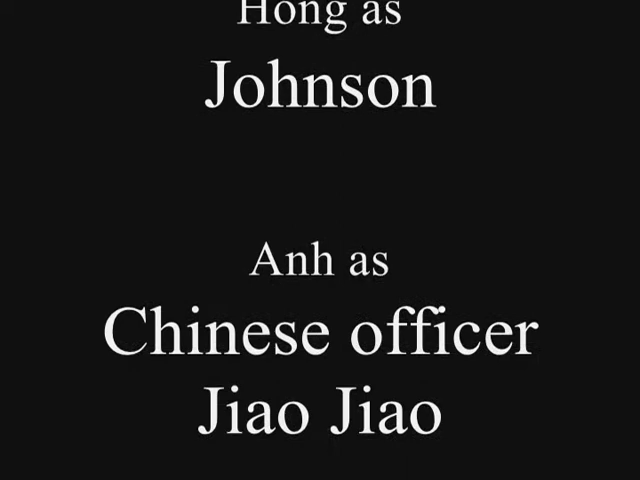 Hong as
Johnson
Anh as
Chinese officer
Jiao Jiao